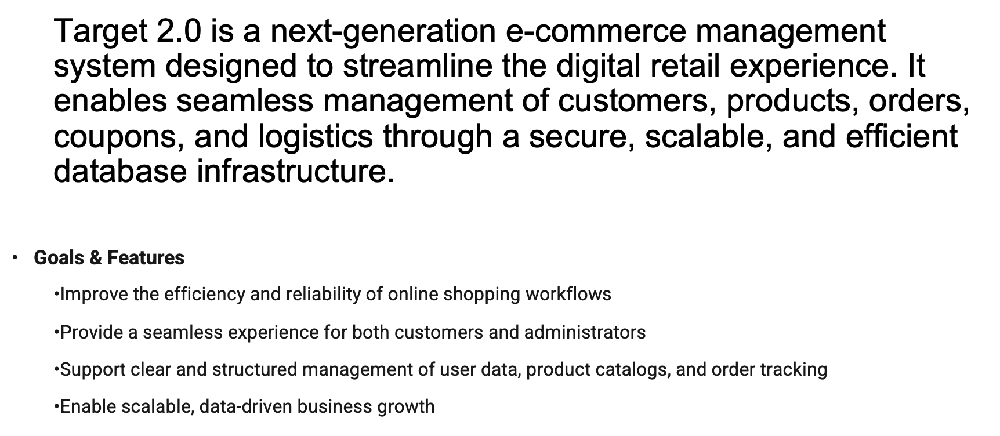 Target 2.0 is a next-generation e-commerce management
system designed to streamline the digital retail experience. It
enables seamless management of customers, products, orders,
coupons, and logistics through a secure, scalable, and efficient
database infrastructure.
• Goals & Features
•Improve the efficiency and reliability of online shopping workflows
•Provide a seamless experience for both customers and administrators
•Support clear and structured management of user data, product catalogs, and order tracking
•Enable scalable, data-driven business growth